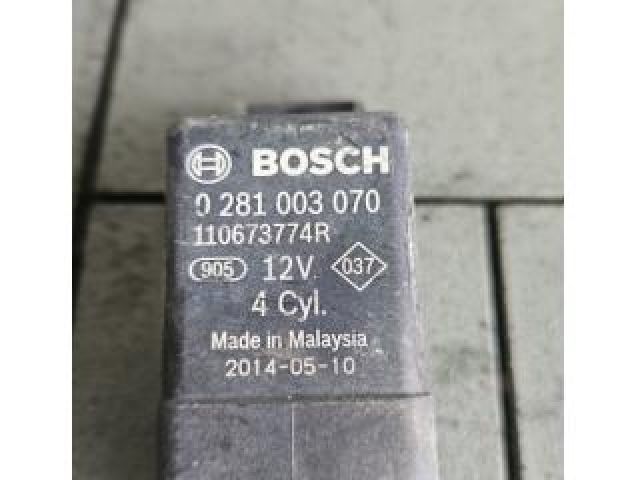 BOSCH
0 281 003 070
110673774R
905 12V 037
4 Cyl.
Made in Malaysia
2014-05-10